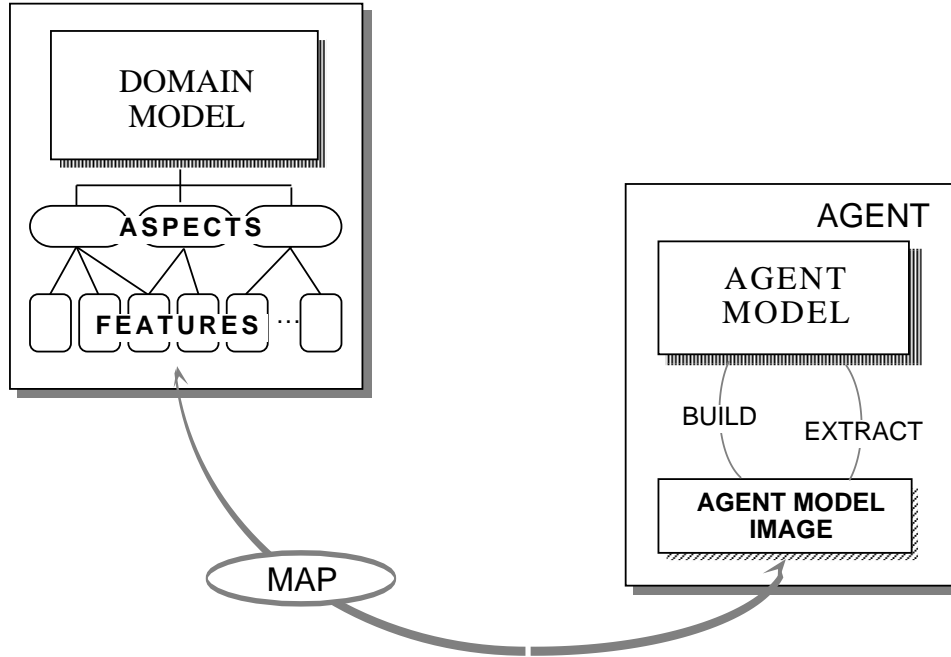 DOMAIN
MODEL
ASPECTS
FEATURES ...
AGENT
AGENT
MODEL
BUILD
EXTRACT
AGENT MODEL
IMAGE
MAP